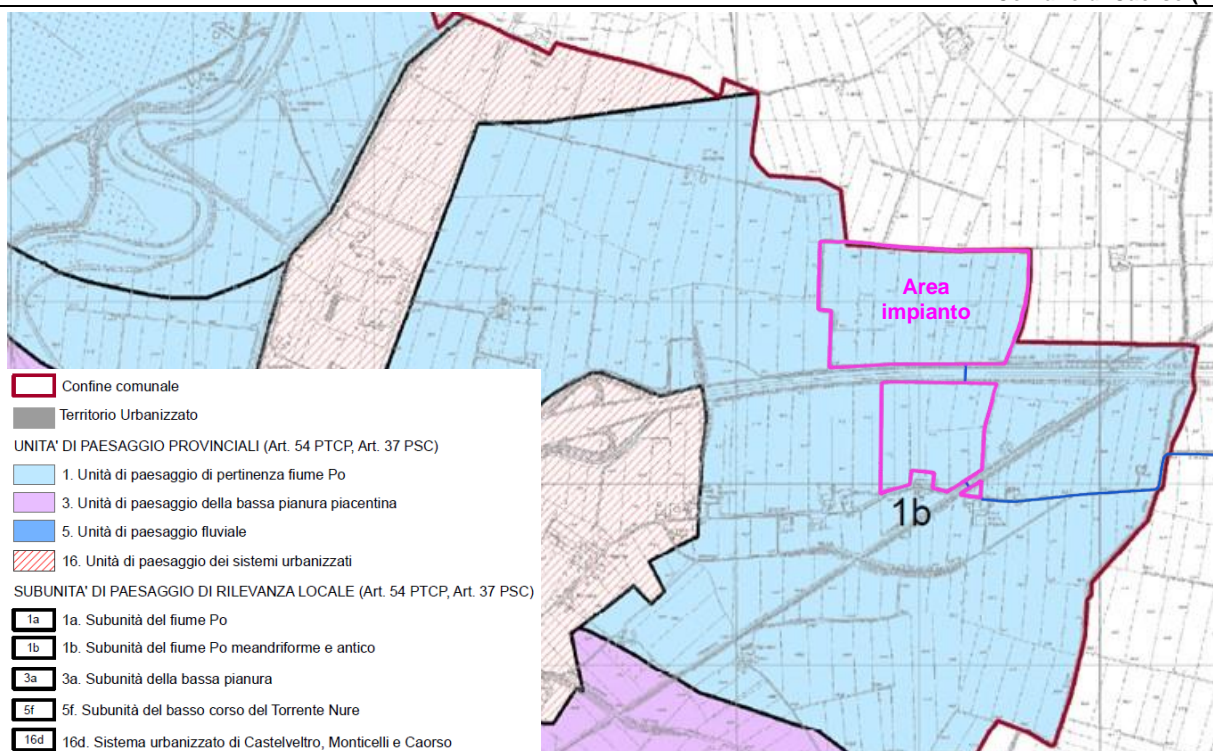 Area
impianto
1b
Confine comunale
Territorio Urbanizzato
UNITA' DI PAESAGGIO PROVINCIALI (Art. 54 PTCP, Art. 37 PSC)
1. Unità di paesaggio di pertinenza fiume Po
3. Unità di paesaggio della bassa pianura piacentina
5. Unità di paesaggio fluviale
16. Unità di paesaggio dei sistemi urbanizzati
SUBUNITA' DI PAESAGGIO DI RILEVANZA LOCALE (Art. 54 PTCP, Art. 37 PSC)
1a 1a. Subunità del fiume Po
1b 1b. Subunità del fiume Po meandriforme e antico
3a 3a. Subunità della bassa pianura
5f 5f. Subunità del basso corso del Torrente Nure
16d 16d. Sistema urbanizzato di Castelveltro, Monticelli e Caorso